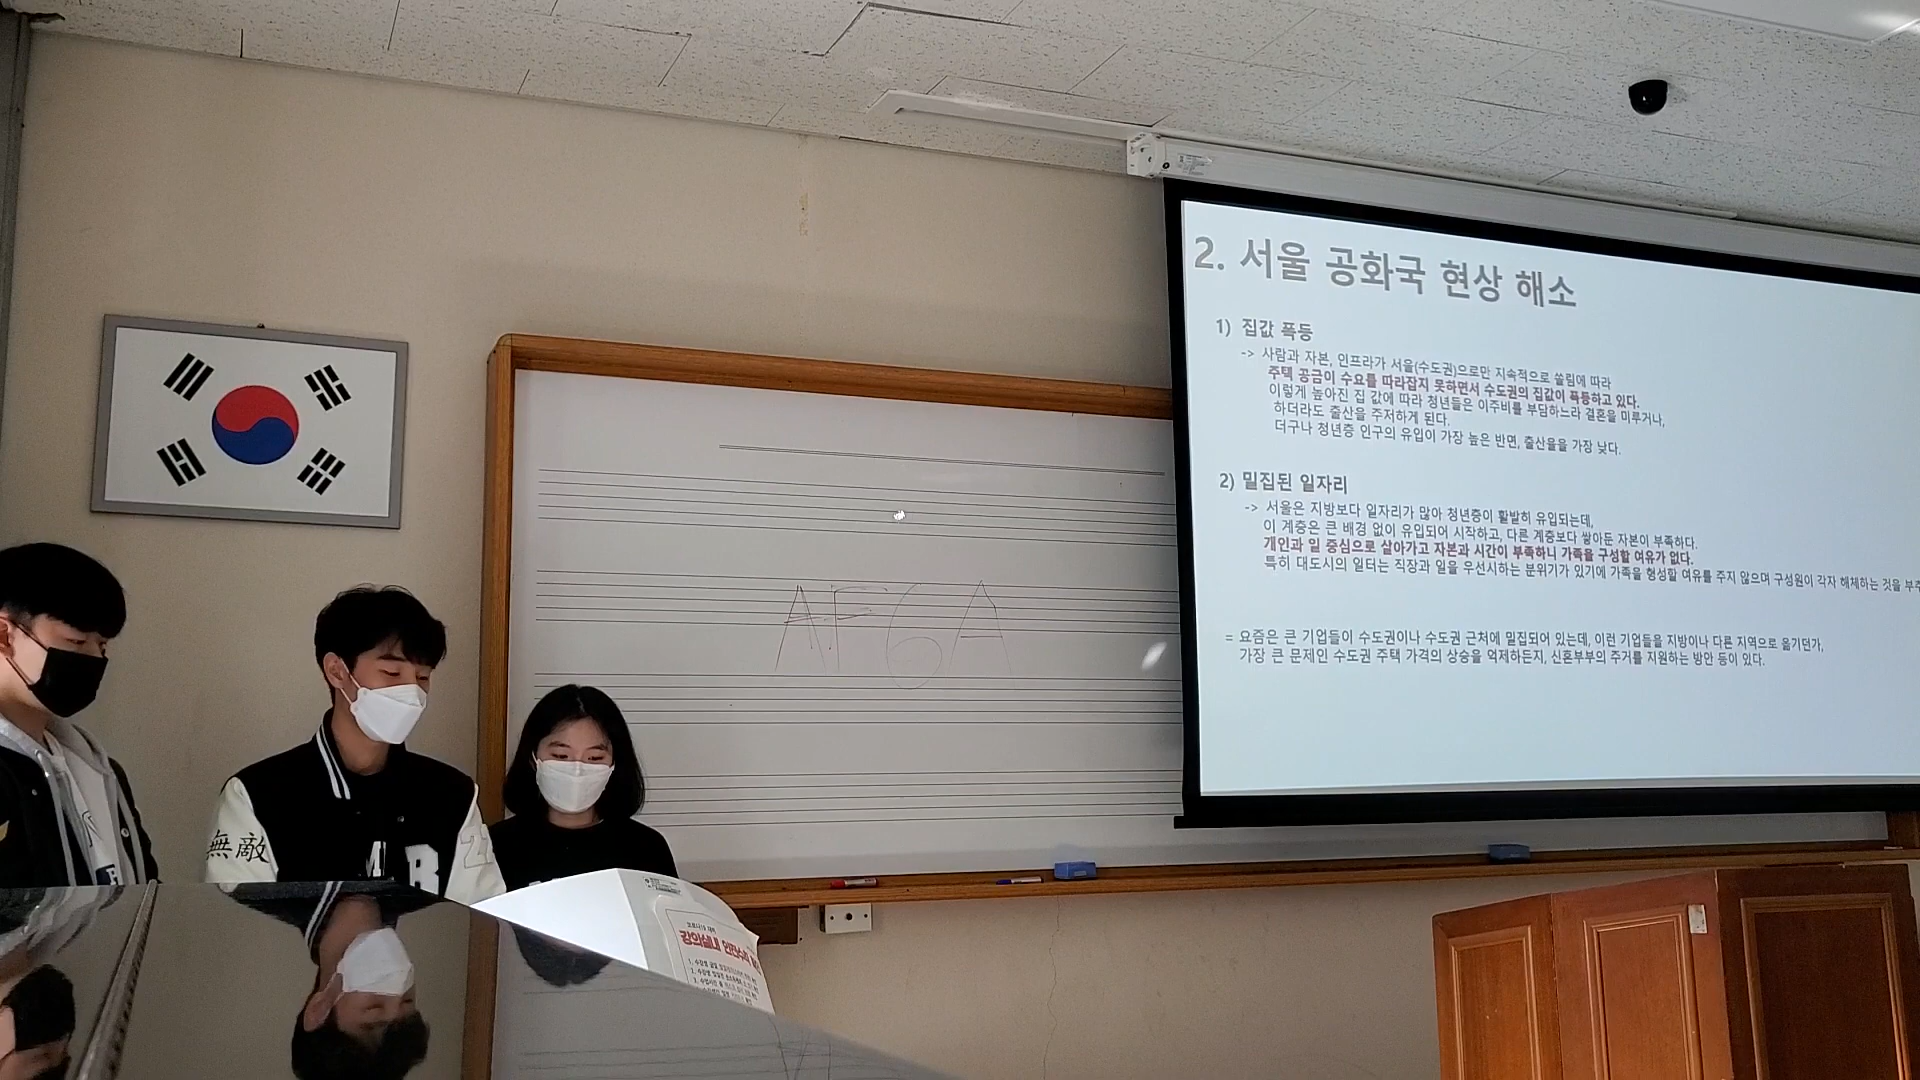 2. 서울 공화국 현상 해소
1) 집값 폭등
-> 사람과 자본, 인프라가 서울(수도권)으로만 지속적으로 쏠림에 따라
주택 공급이 수요를 따라잡지 못하면서 수도권의 집값이 폭등하고 있다.
이렇게 높아진 집 값에 따라 청년들은 이주비를 부담하느라 결혼을 미루거나,
하더라도 출산을 주저하게 된다.
더구나 청년층 인구의 유입이 가장 높은 반면, 출산율을 가장 낮다.
2) 밀집된 일자리
-> 서울은 지방보다 일자리가 많아 청년층이 활발히 유입되는데,
이 계층은 큰 배경 없이 유입되어 시작하고, 다른 계층보다 쌓아둔 자본이 부족하다.
개인과 일 중심으로 살아가고 자본과 시간이 부족하니 가족을 구성할 여유가 없다.
특히 대도시의 일터는 직장과 일을 우선시하는 분위기가 있기에 가족을 형성할 여유를 주지 않으며 구성원이 각자 해체하는 것을 부추
= 요즘은 큰 기업들이 수도권이나 수도권 근처에 밀집되어 있는데, 이런 기업들을 지방이나 다른 지역으로 옮기던가,
가장 큰 문제인 수도권 주택 가격의 상승을 억제하든지, 신혼부부의 주거를 지원하는 방안 등이 있다.
AF6A
無敵
M B 22
코로나19 대학
강의실내 안전수칙